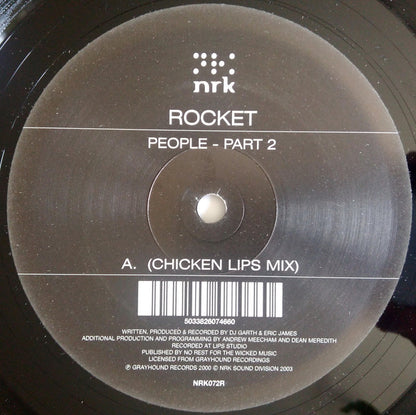 nrk
ROCKET
PEOPLE - PART 2
A. (CHICKEN LIPS MIX)
5033826074660
WRITTEN, PRODUCED & RECORDED BY DJ GARTH & ERIC JAMES
ADDITIONAL PRODUCTION AND PROGRAMMING BY ANDREW MEECHAM AND DEAN MEREDITH
RECORDED AT LIPS STUDIO
PUBLISHED BY NO REST FOR THE WICKED MUSIC
LICENSED FROM GRAYHOUND RECORDINGS
℗ GRAYHOUND RECORDS 2000 © NRK SOUND DIVISION 2003
NRK072R